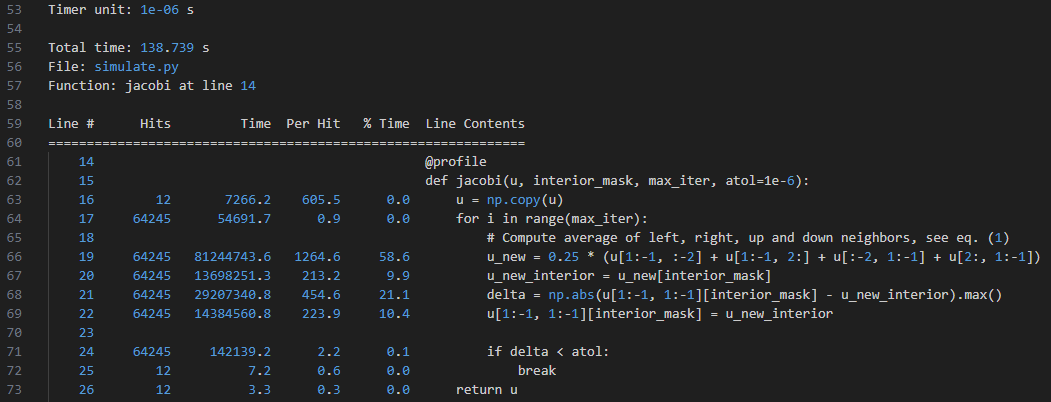 53 Timer unit: 1e-06 s
54
55 Total time: 138.739 s
56 File: simulate.py
57 Function: jacobi at line 14
58
59 Line #      Hits         Time  Per Hit   % Time  Line Contents
60 ==============================================================
61     14                                           @profile
62     15                                           def jacobi(u, interior_mask, max_iter, atol=1e-6):
63     16        12       7266.2    605.5      0.0      u = np.copy(u)
64     17     64245      54691.7      0.9      0.0      for i in range(max_iter):
65     18                                                   # Compute average of left, right, up and down neighbors, see eq. (1)
66     19     64245   81244743.6   1264.6     58.6          u_new = 0.25 * (u[1:-1, :-2] + u[1:-1, 2:] + u[:-2, 1:-1] + u[2:, 1:-1])
67     20     64245   13698251.3    213.2      9.9          u_new_interior = u_new[interior_mask]
68     21     64245   29207340.8    454.6     21.1          delta = np.abs(u[1:-1, 1:-1][interior_mask] - u_new_interior).max()
69     22     64245   14384560.8    223.9     10.4          u[1:-1, 1:-1][interior_mask] = u_new_interior
70     23
71     24     64245     142139.2      2.2      0.1          if delta < atol:
72     25        12          7.2      0.6      0.0              break
73     26        12          3.3      0.3      0.0      return u